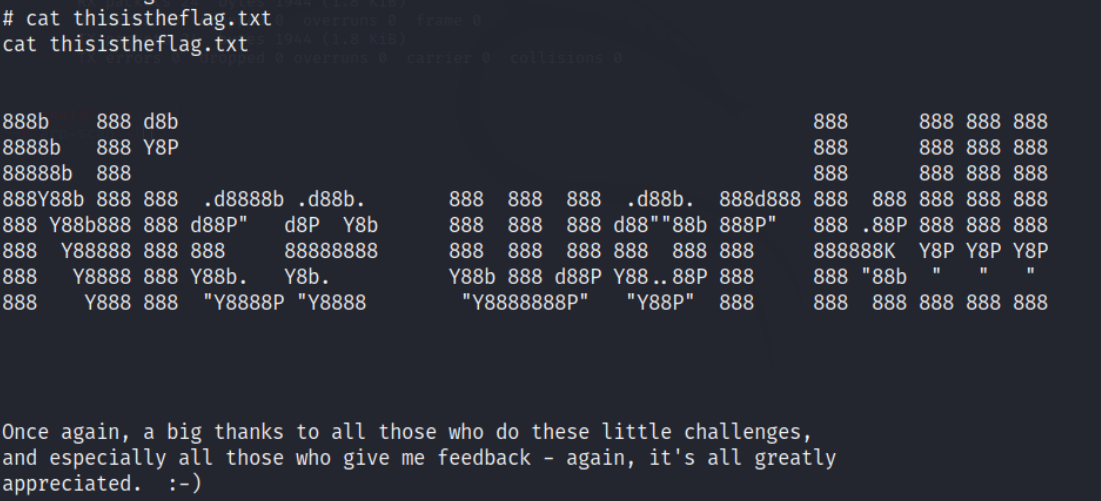 # cat thisistheflag.txt
cat thisistheflag.txt
888b    888 d8b                                                      888      888 888 888
8888b   888 Y8P                                                      888      888 888 888
88888b  888                                                          888      888 888 888
888Y88b 888 888  .d8888b .d88b.       888  888  888  .d88b.  888d888 888  888 888 888 888
888 Y88b888 888 d88P"   d8P  Y8b      888  888  888 d88""88b 888P"   888 .88P 888 888 888
888  Y88888 888 888     88888888      888  888  888 888  888 888     888888K  Y8P Y8P Y8P
888   Y8888 888 Y88b.   Y8b.          Y88b 888 d88P Y88..88P 888     888 "88b  "   "   "
888    Y888 888  "Y8888P "Y8888        "Y8888888P"   "Y88P"  888     888  888 888 888 888
Once again, a big thanks to all those who do these little challenges,
and especially all those who give me feedback - again, it's all greatly
appreciated.  :-)